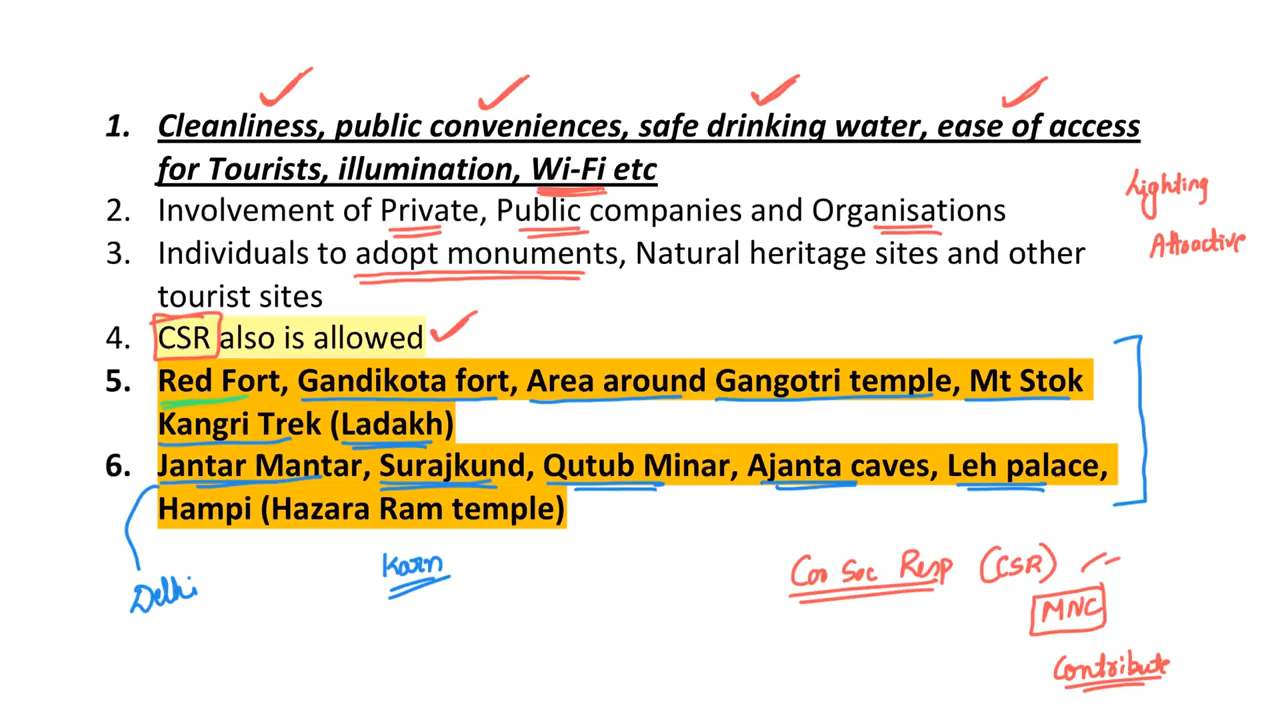 1. Cleanliness, public conveniences, safe drinking water, ease of access
for Tourists, illumination, Wi-Fi etc
2. Involvement of Private, Public companies and Organisations
3. Individuals to adopt monuments, Natural heritage sites and other
tourist sites
4. CSR also is allowed
5. Red Fort, Gandikota fort, Area around Gangotri temple, Mt Stok
Kangri Trek (Ladakh)
6. Jantar Mantar, Surajkund, Qutub Minar, Ajanta caves, Leh palace,
Hampi (Hazara Ram temple)
Lighting
Attractive
Delhi
Karn
Cor Soc Resp (CSR)
MNC
Contribute